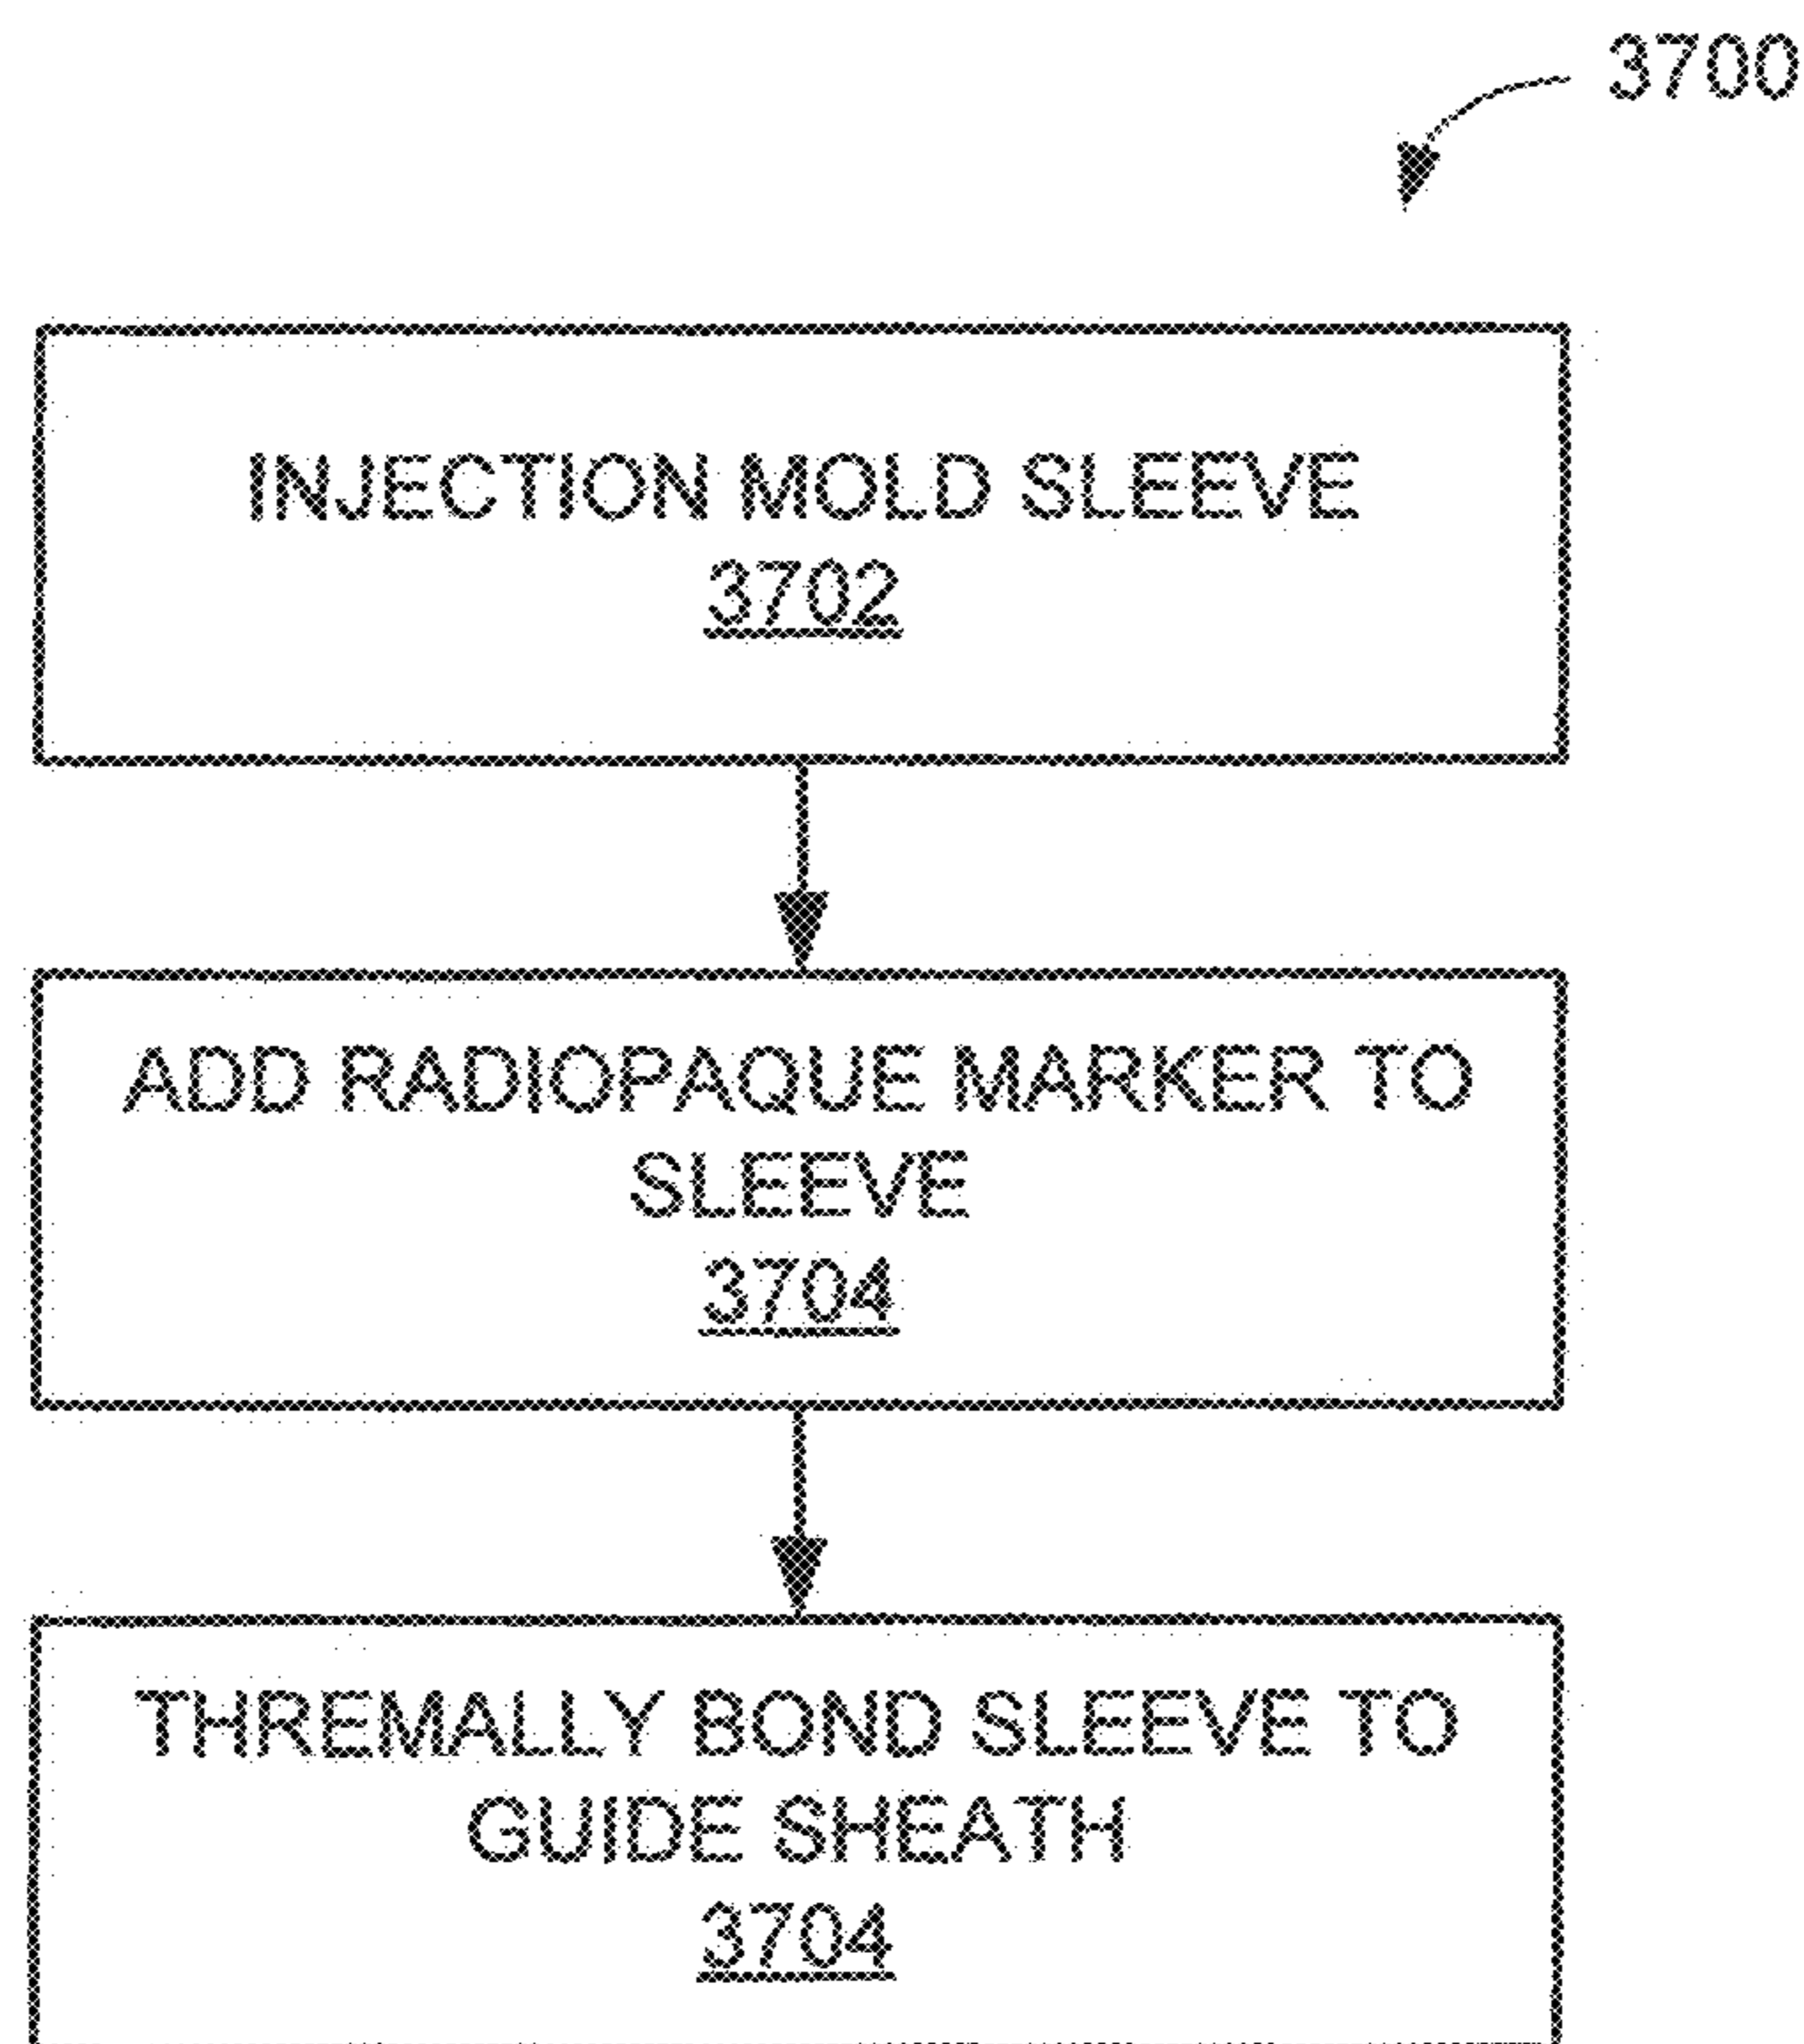 3700
INJECTION MOLD SLEEVE
3702
ADD RADIOPAQUE MARKER TO
SLEEVE
3704
THREMALLY BOND SLEEVE TO
GUIDE SHEATH
3704